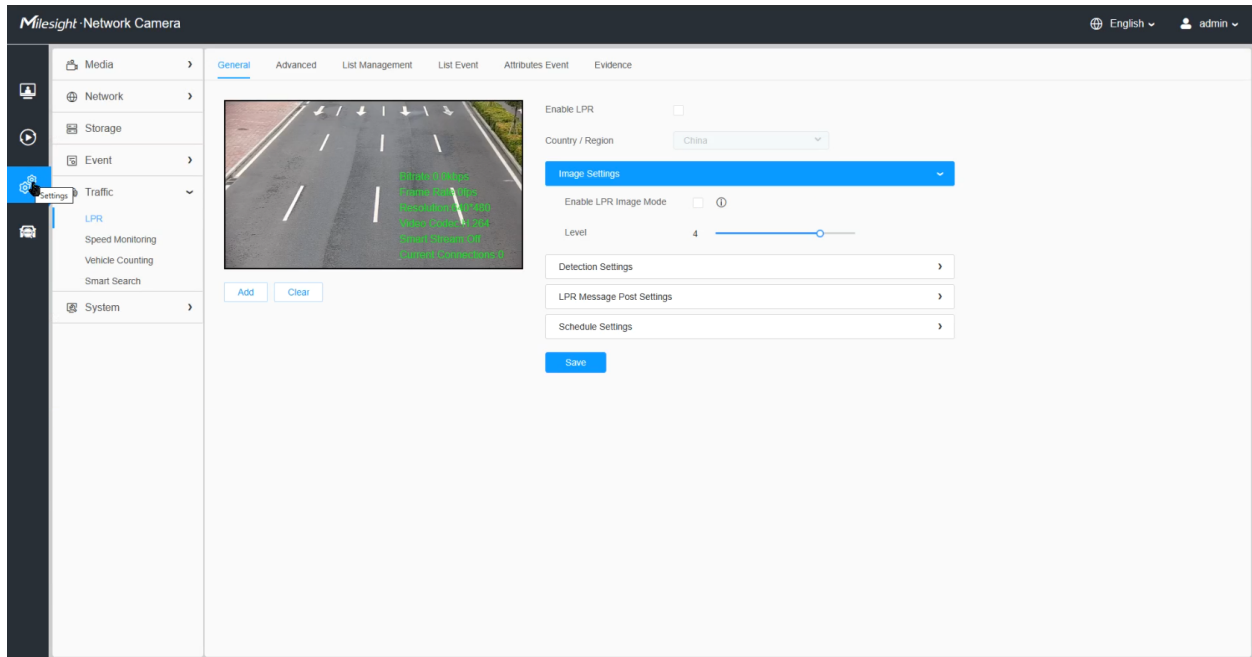 Milesight · Network Camera
English
admin
Media
Network
Storage
Event
Traffic
LPR
Speed Monitoring
Vehicle Counting
Smart Search
System
Settings
General Advanced List Management List Event Attributes Event Evidence
Bitrate:0.0kbps
Frame Rate:0fps
Resolution:640*480
Video Codec:H.264
Smart Stream:Off
Current Connections:0
Add Clear
Enable LPR
Country / Region China
Image Settings
Enable LPR Image Mode
Level 4
Detection Settings
LPR Message Post Settings
Schedule Settings
Save